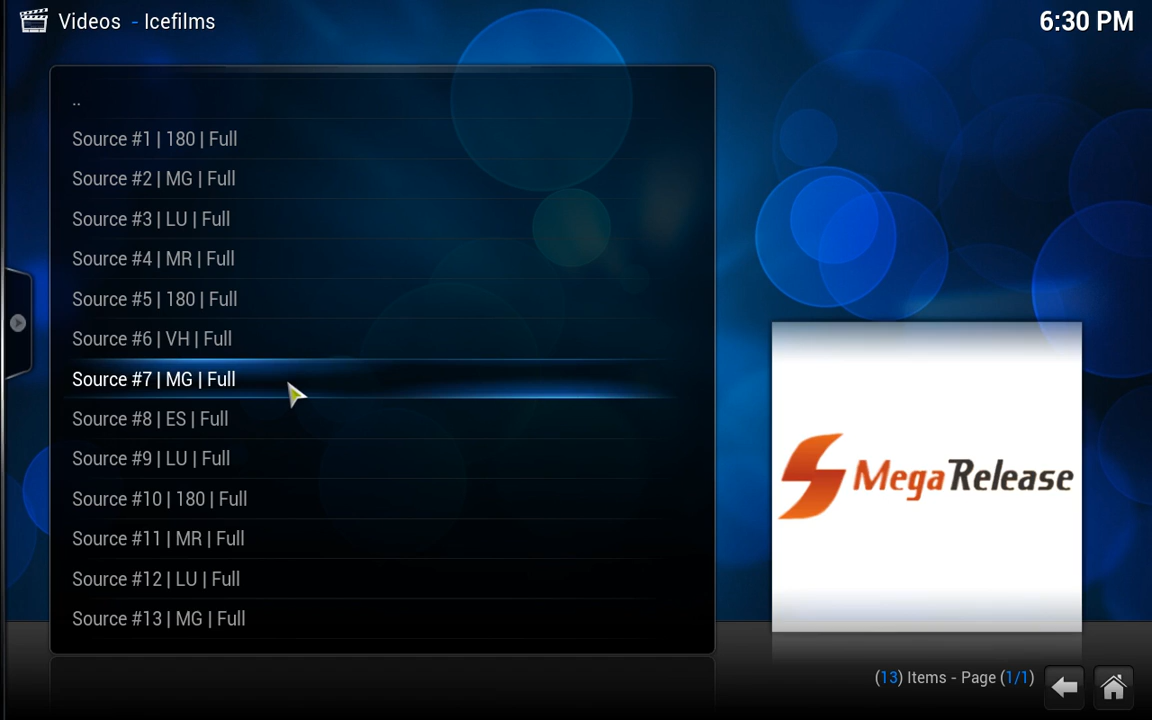 Videos - Icefilms
6:30 PM
..
Source #1 | 180 | Full
Source #2 | MG | Full
Source #3 | LU | Full
Source #4 | MR | Full
Source #5 | 180 | Full
Source #6 | VH | Full
Source #7 | MG | Full
Source #8 | ES | Full
Source #9 | LU | Full
Source #10 | 180 | Full
Source #11 | MR | Full
Source #12 | LU | Full
Source #13 | MG | Full
MegaRelease
(13) Items - Page (1/1)